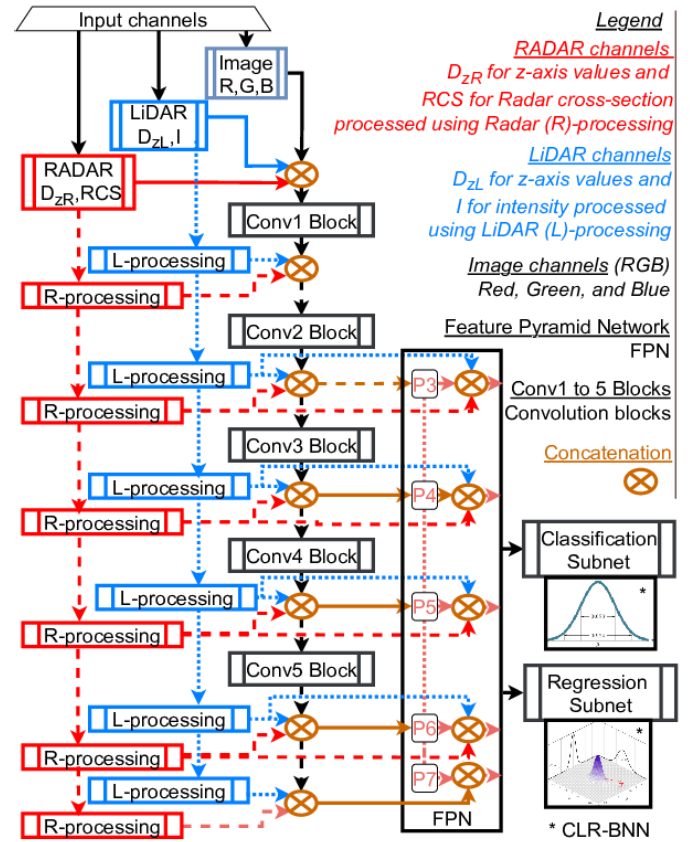 Input channels
Image
R,G,B
LiDAR
DzL,I
RADAR
DzR,RCS
Conv1 Block
L-processing
R-processing
Conv2 Block
L-processing
R-processing
P3
Conv3 Block
L-processing
R-processing
P4
Conv4 Block
L-processing
R-processing
P5
Conv5 Block
L-processing
R-processing
P6
L-processing
R-processing
P7
FPN
Legend
RADAR channels
DzR for z-axis values and
RCS for Radar cross-section
processed using Radar (R)-processing
LiDAR channels
DzL for z-axis values and
I for intensity processed
using LiDAR (L)-processing
Image channels (RGB)
Red, Green, and Blue
Feature Pyramid Network
FPN
Conv1 to 5 Blocks
Convolution blocks
Concatenation
Classification
Subnet
*
Regression
Subnet
*
* CLR-BNN